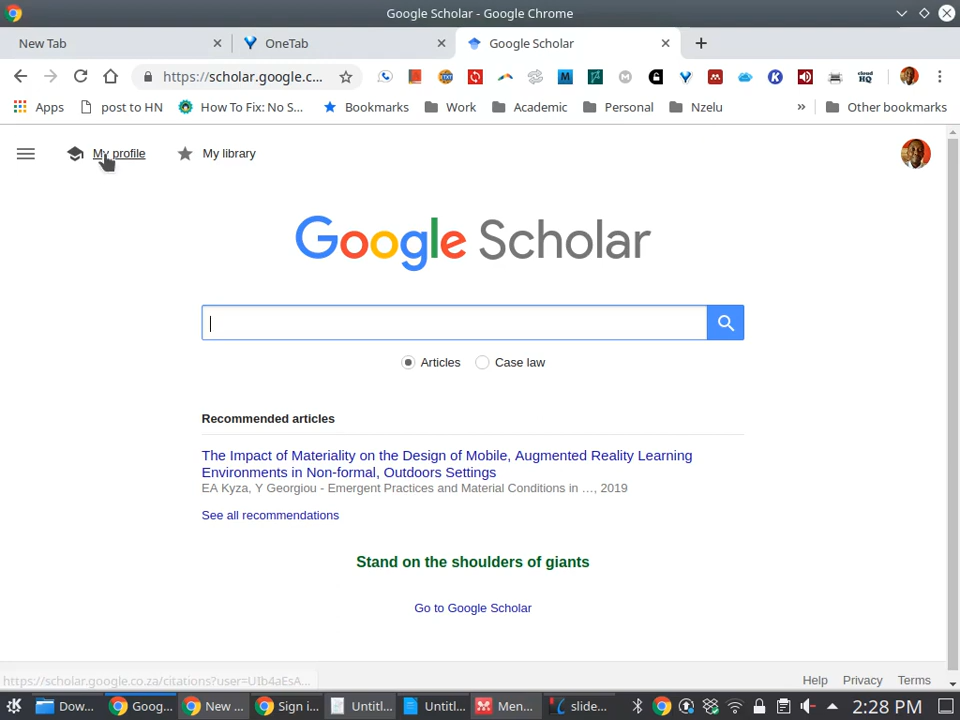 Google Scholar - Google Chrome
New Tab
OneTab
Google Scholar
https://scholar.google.c...
Apps
post to HN
How To Fix: No S...
Bookmarks
Work
Academic
Personal
Nzelu
»
Other bookmarks
My profile
My library
Google Scholar
Articles
Case law
Recommended articles
The Impact of Materiality on the Design of Mobile, Augmented Reality Learning
Environments in Non-formal, Outdoors Settings
EA Kyza, Y Georgiou - Emergent Practices and Material Conditions in …, 2019
See all recommendations
Stand on the shoulders of giants
Go to Google Scholar
https://scholar.google.co.za/citations?user=UIb4aEsA...
Help
Privacy
Terms
Dow...
Goog...
New ...
Sign i...
Untitl...
Untitl...
Men...
slide...
2:28 PM